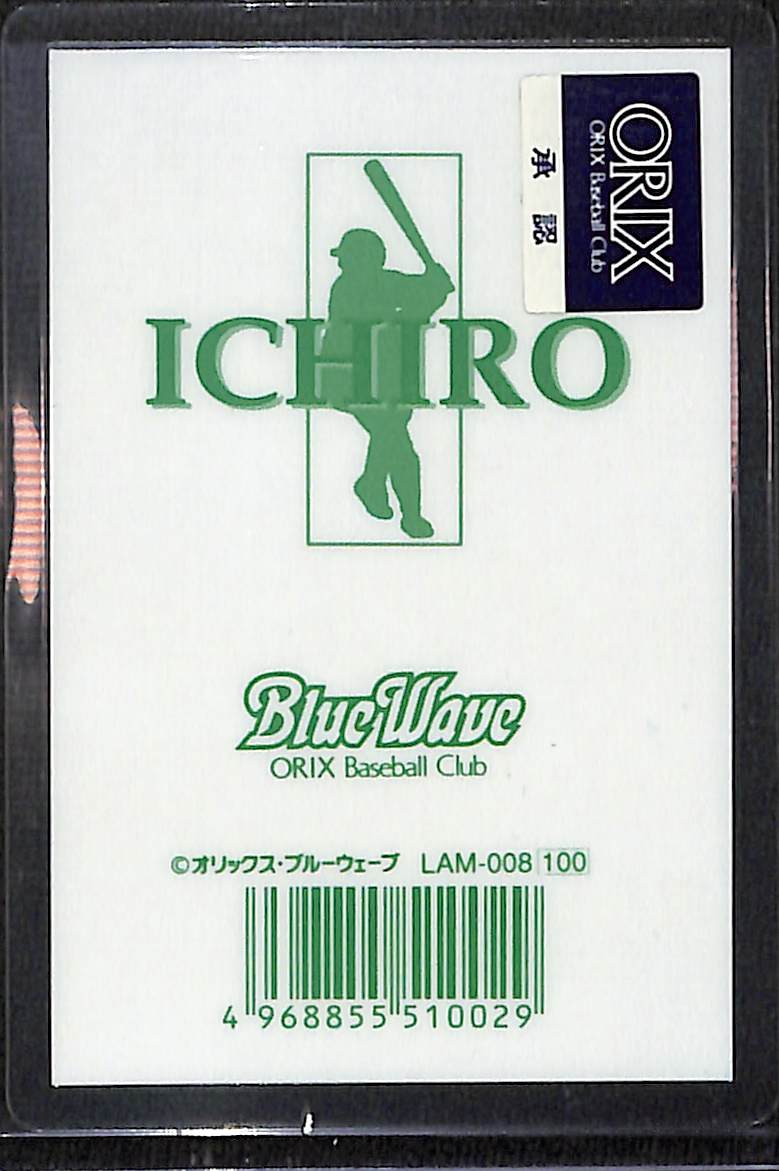 ORIX
ORIX Baseball Club
承認
ICHIRO
BlueWave
ORIX Baseball Club
©オリックス・ブルーウェーブ LAM-008 100
4 968855 510029